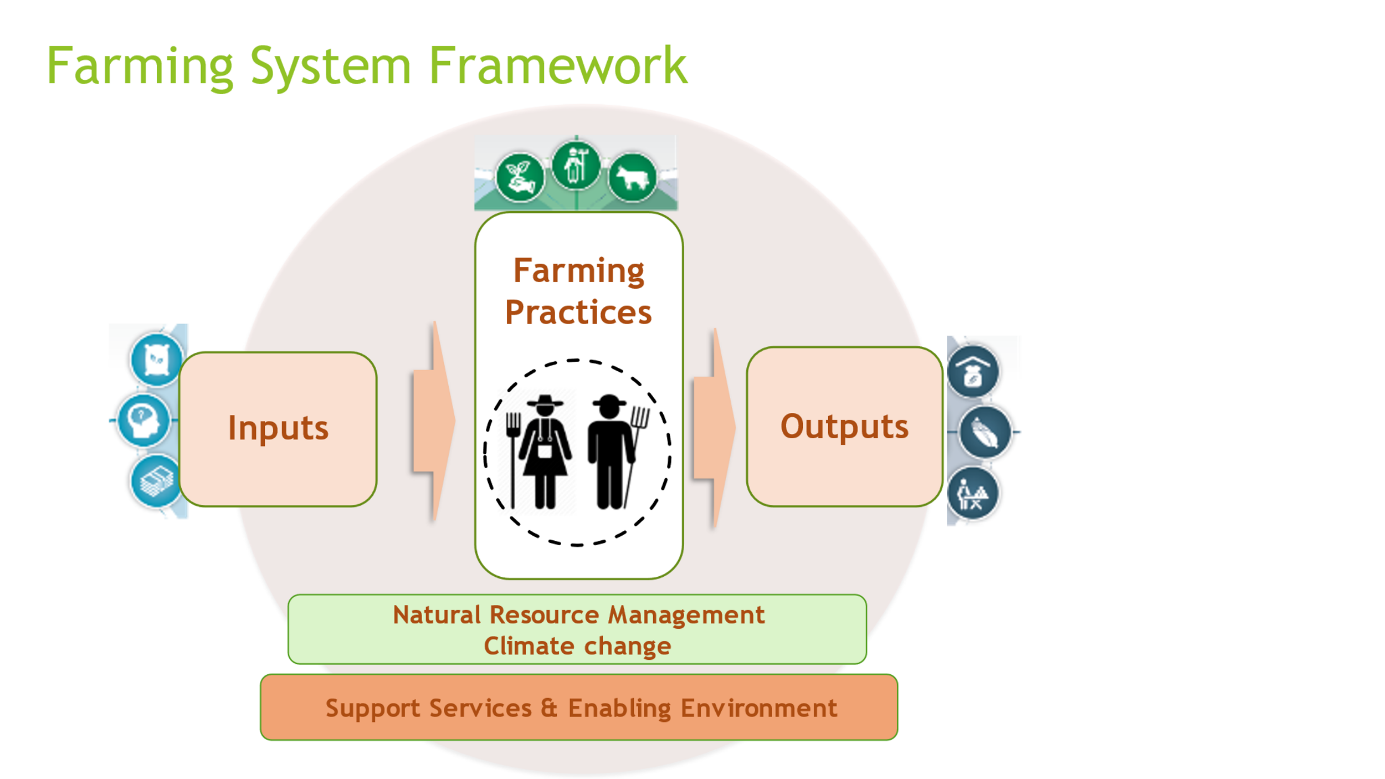 Farming System Framework
Farming
Practices
Inputs
Outputs
Natural Resource Management
Climate change
Support Services & Enabling Environment